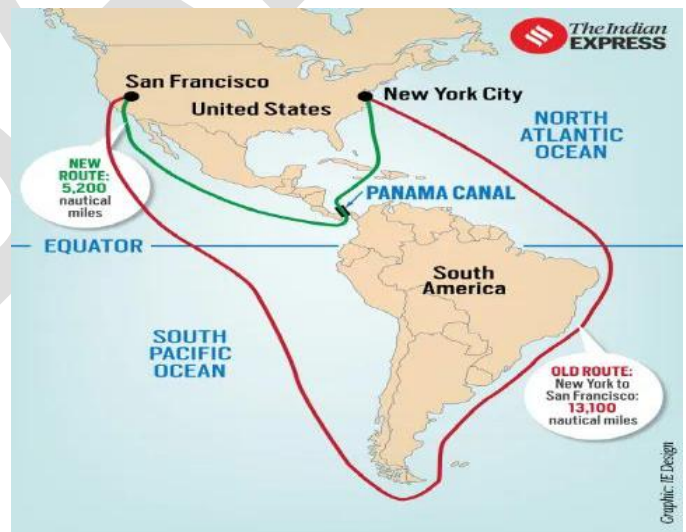 The Indian
EXPRESS
San Francisco
United States
New York City
NORTH
ATLANTIC
OCEAN
NEW
ROUTE:
5,200
nautical
miles
PANAMA CANAL
EQUATOR
South
America
SOUTH
PACIFIC
OCEAN
OLD ROUTE:
New York to
San Francisco:
13,100
nautical miles
Graphic: IE Design